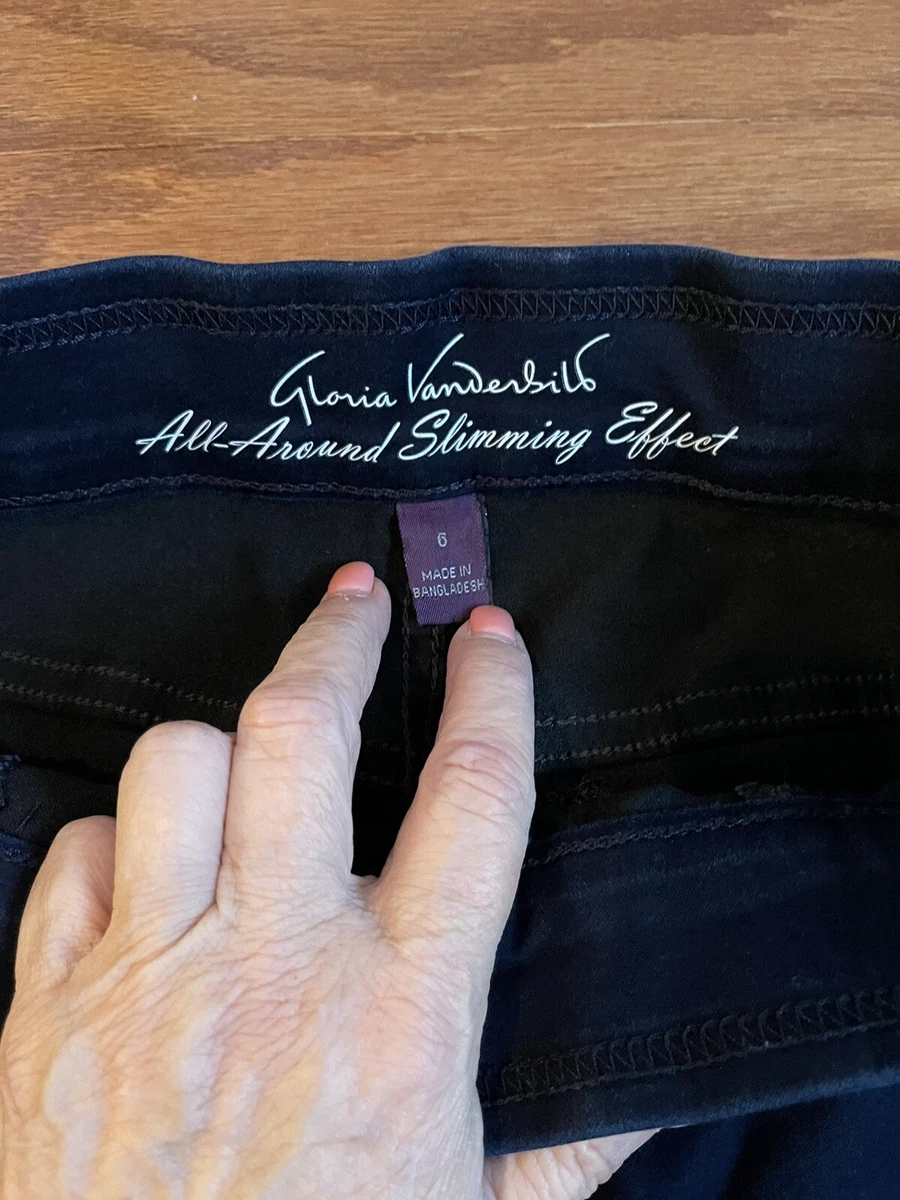 Gloria Vanderbilt
All-Around Slimming Effect
6
MADE IN
BANGLADESH